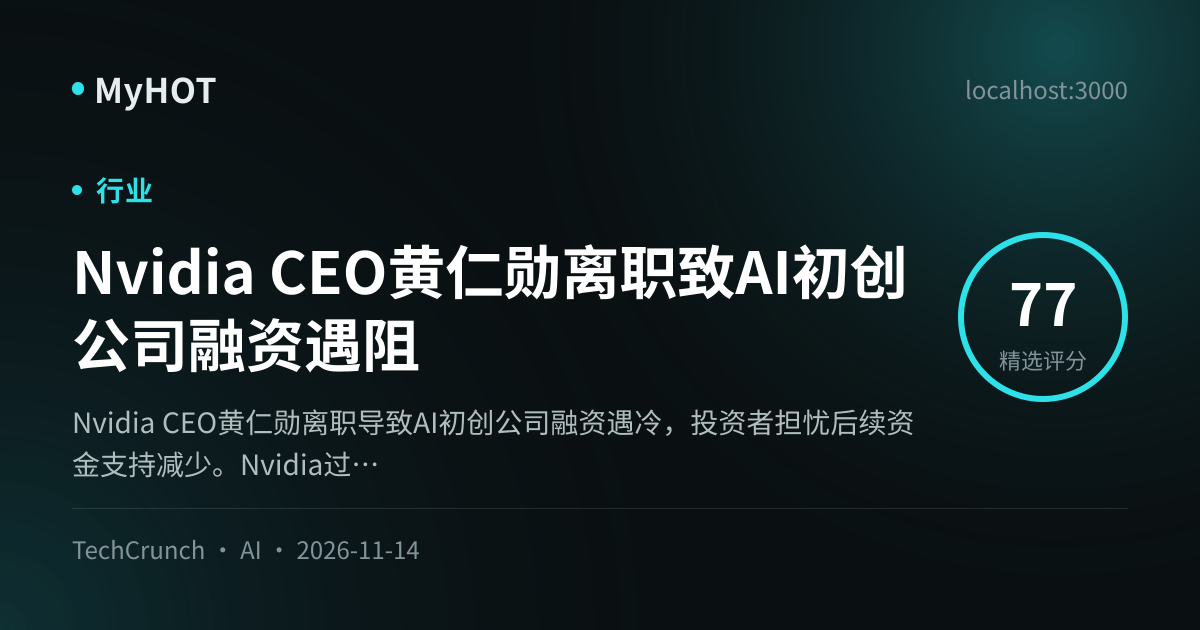 MyHOT
localhost:3000
行业
Nvidia CEO黄仁勋离职致AI初创
公司融资遇阻
77
精选评分
Nvidia CEO黄仁勋离职导致AI初创公司融资遇冷，投资者担忧后续资
金支持减少。Nvidia过…
TechCrunch · AI · 2026-11-14